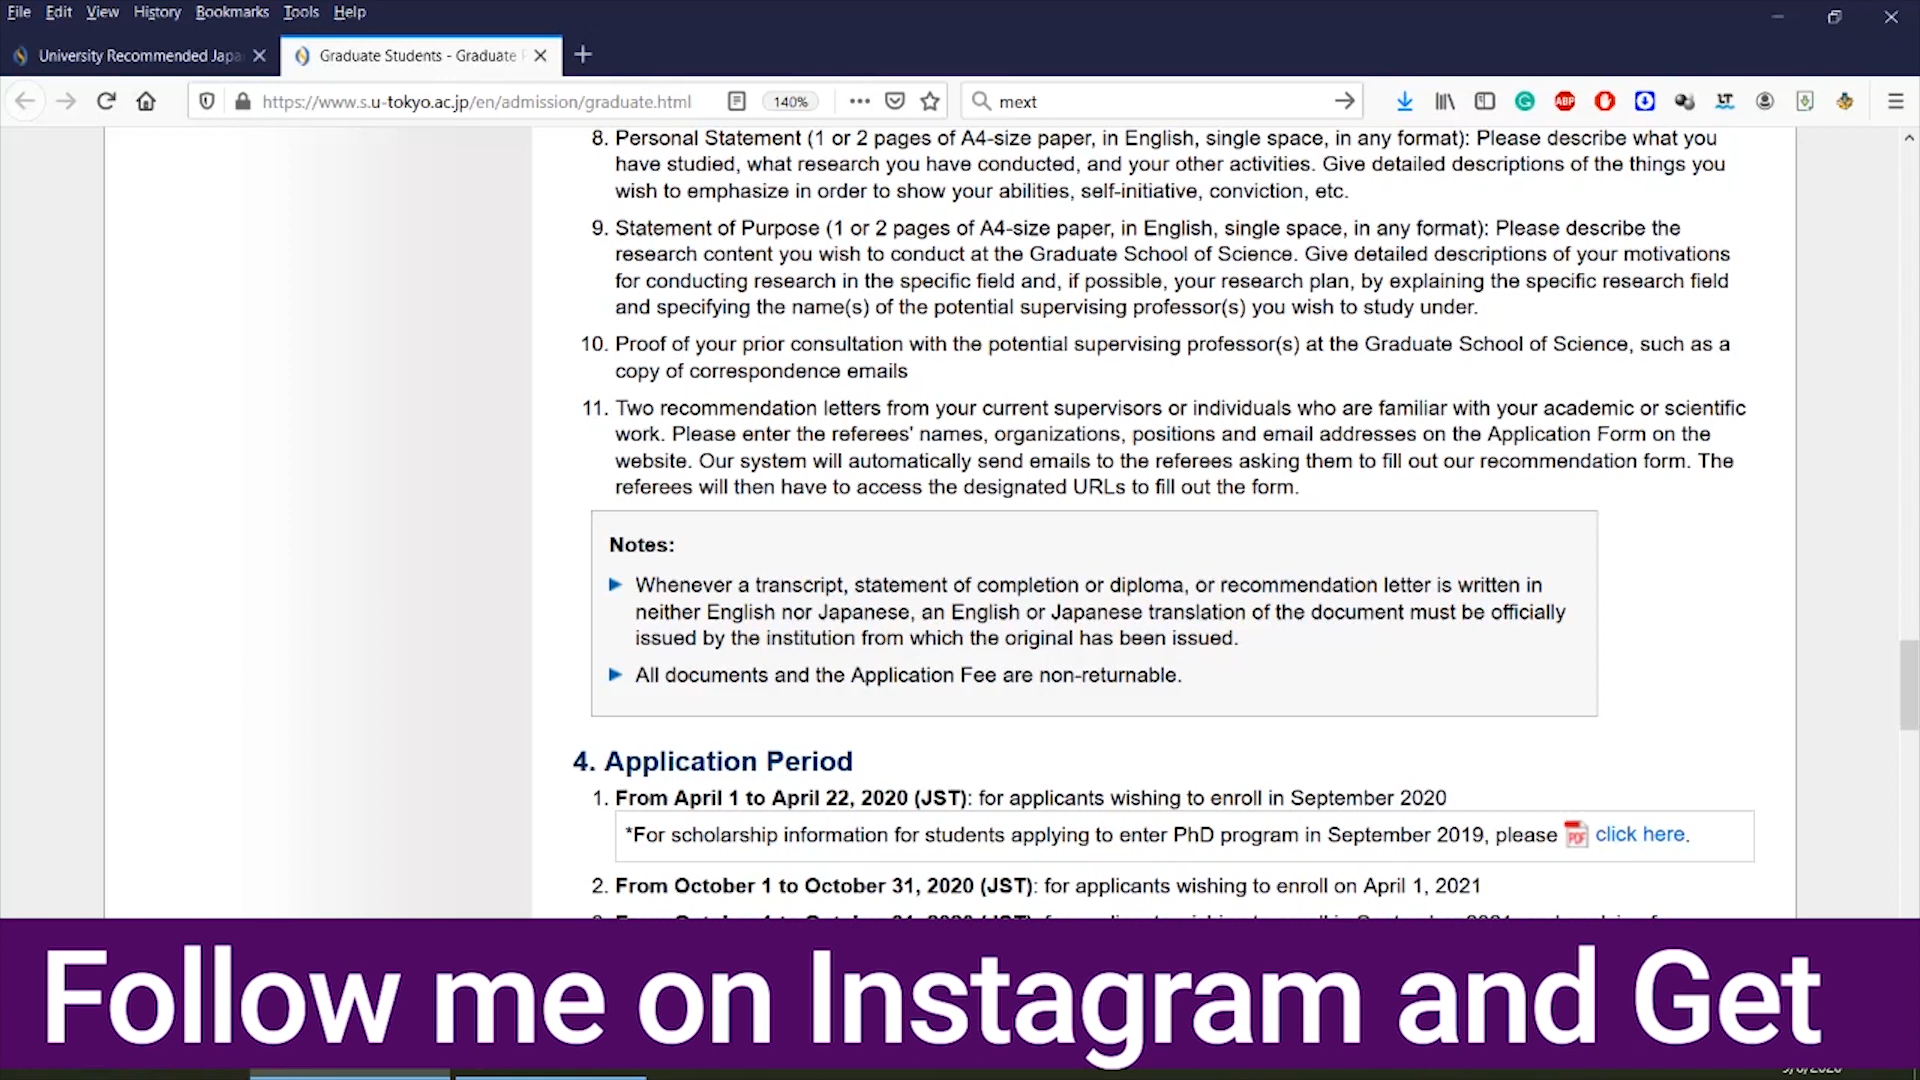 File Edit View History Bookmarks Tools Help
University Recommended Japa
Graduate Students - Graduate
https://www.s.u-tokyo.ac.jp/en/admission/graduate.html
140%
mext
8. Personal Statement (1 or 2 pages of A4-size paper, in English, single space, in any format): Please describe what you
have studied, what research you have conducted, and your other activities. Give detailed descriptions of the things you
wish to emphasize in order to show your abilities, self-initiative, conviction, etc.
9. Statement of Purpose (1 or 2 pages of A4-size paper, in English, single space, in any format): Please describe the
research content you wish to conduct at the Graduate School of Science. Give detailed descriptions of your motivations
for conducting research in the specific field and, if possible, your research plan, by explaining the specific research field
and specifying the name(s) of the potential supervising professor(s) you wish to study under.
10. Proof of your prior consultation with the potential supervising professor(s) at the Graduate School of Science, such as a
copy of correspondence emails
11. Two recommendation letters from your current supervisors or individuals who are familiar with your academic or scientific
work. Please enter the referees' names, organizations, positions and email addresses on the Application Form on the
website. Our system will automatically send emails to the referees asking them to fill out our recommendation form. The
referees will then have to access the designated URLs to fill out the form.
Notes:
Whenever a transcript, statement of completion or diploma, or recommendation letter is written in
neither English nor Japanese, an English or Japanese translation of the document must be officially
issued by the institution from which the original has been issued.
All documents and the Application Fee are non-returnable.
4. Application Period
1. From April 1 to April 22, 2020 (JST): for applicants wishing to enroll in September 2020
*For scholarship information for students applying to enter PhD program in September 2019, please PDF click here.
2. From October 1 to October 31, 2020 (JST): for applicants wishing to enroll on April 1, 2021
Follow me on Instagram and Get